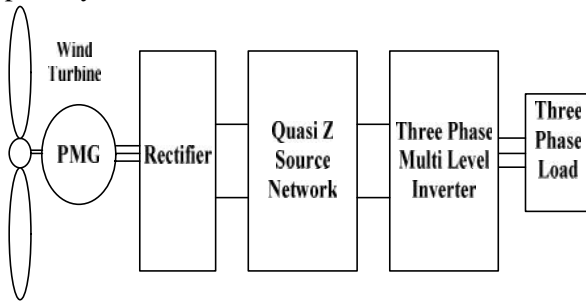 Wind
Turbine
PMG
Rectifier
Quasi Z
Source
Network
Three Phase
Multi Level
Inverter
Three
Phase
Load